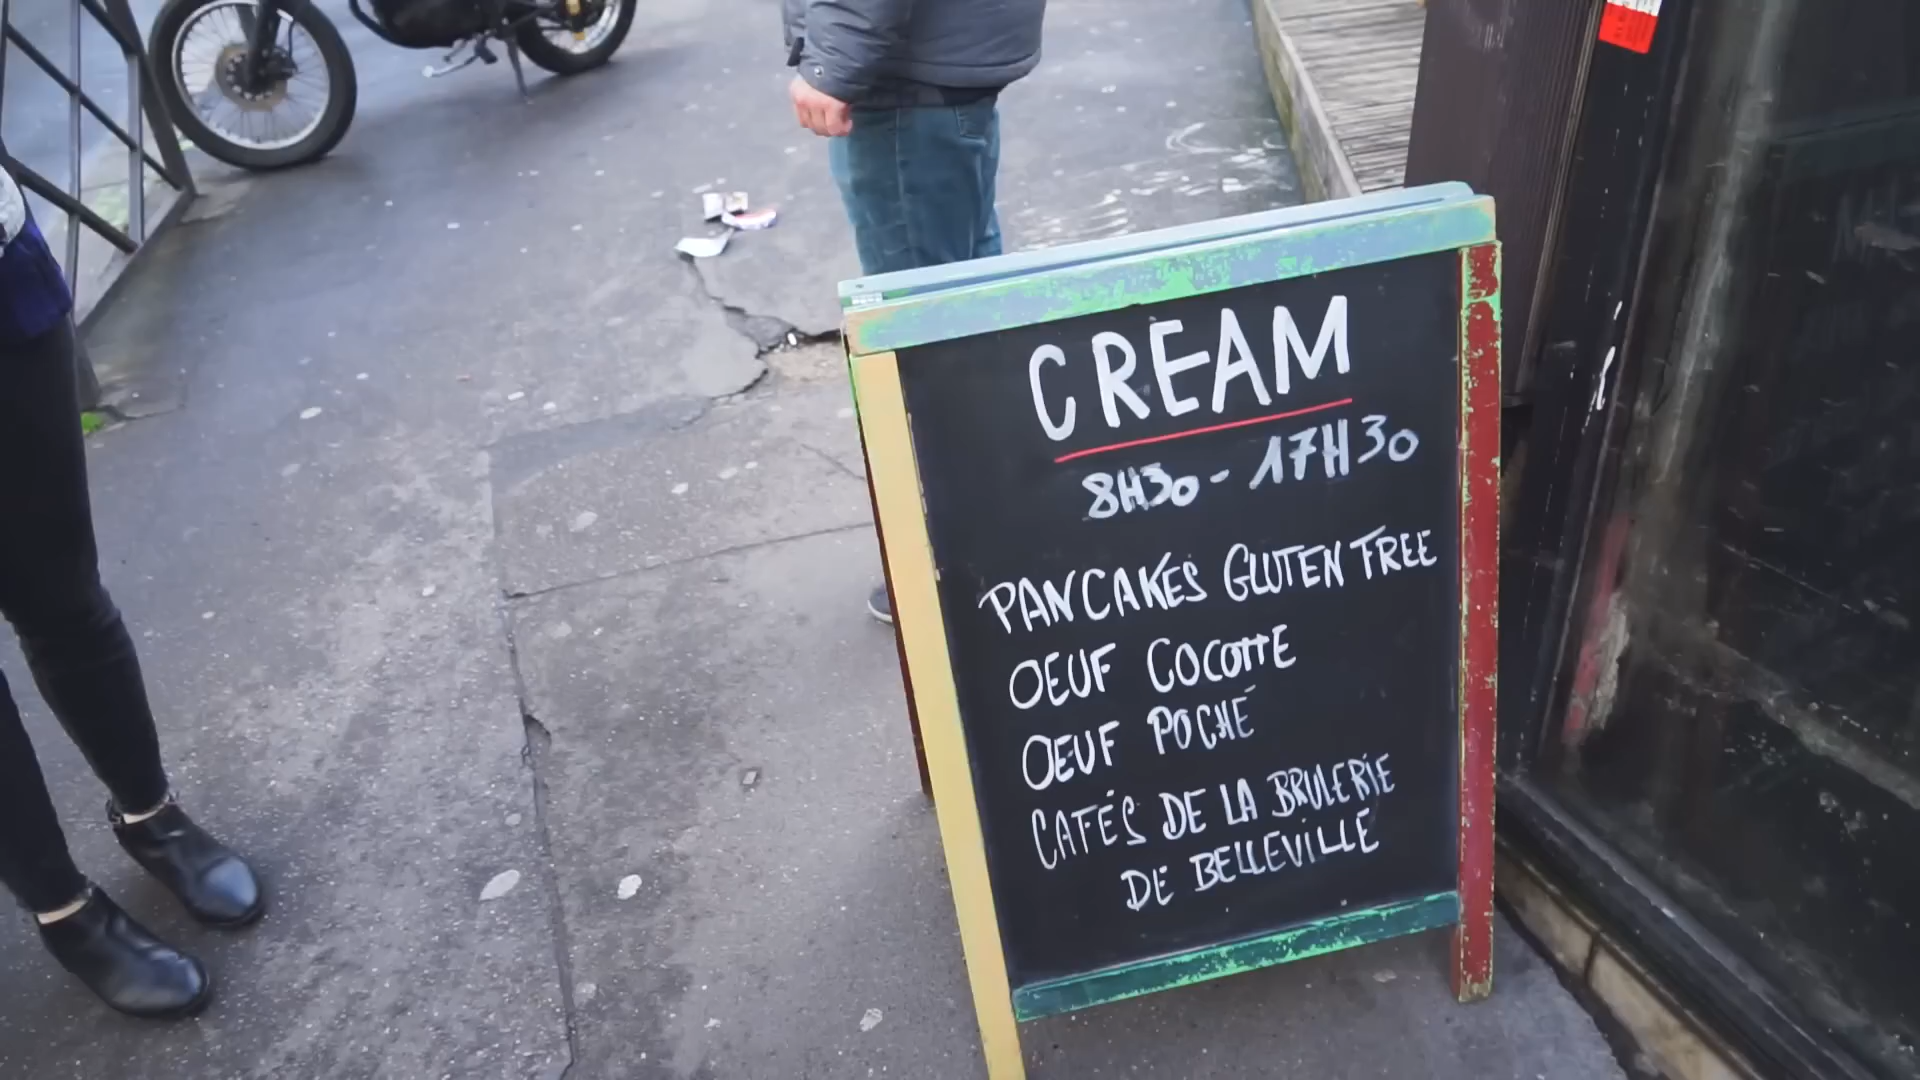 CREAM
8H30 - 17H30
PANCAKES GLUTEN FREE
OEUF COCOTTE
OEUF POCHÉ
CAFÉS DE LA BRULERIE
DE BELLEVILLE